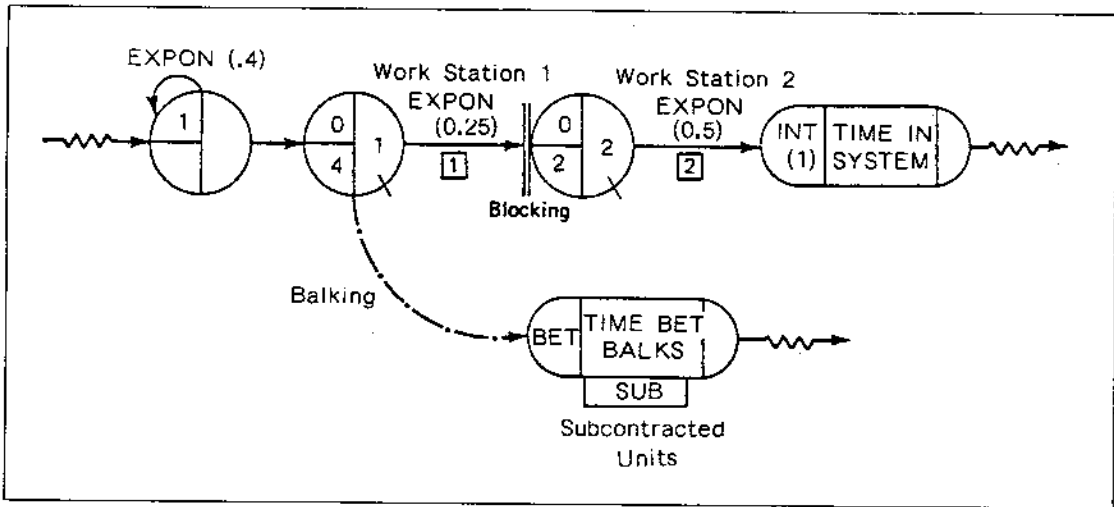 EXPON (.4)
1
0
4
1
Work Station 1
EXPON
(0.25)
1
Blocking
0
2
2
Work Station 2
EXPON
(0.5)
2
INT
(1)
TIME IN
SYSTEM
Balking
BET
TIME BET
BALKS
SUB
Subcontracted
Units